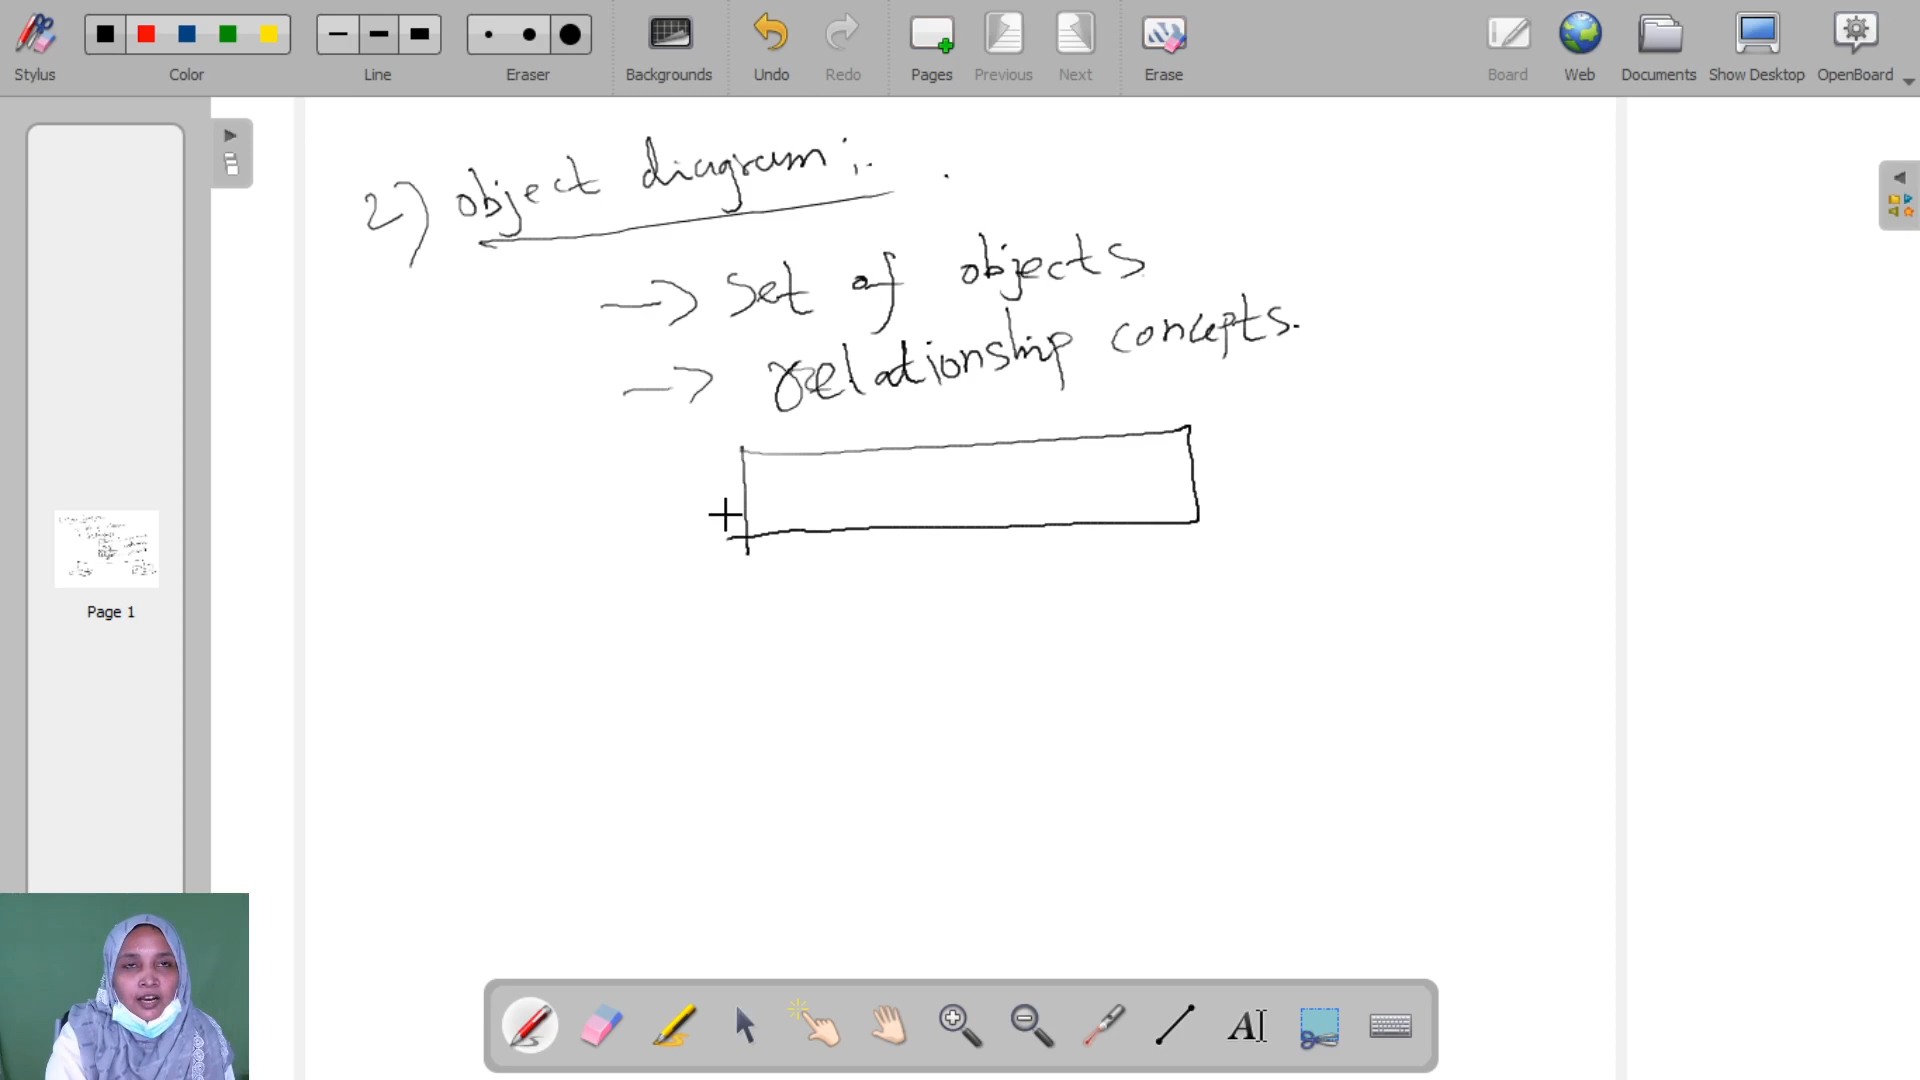 Stylus
Color
Line
Eraser
Backgrounds
Undo
Redo
Pages
Previous
Next
Erase
Board
Web
Documents
Show Desktop
OpenBoard
2) object diagram :.
→ set of objects
→ relationship concepts.
Page 1
AI